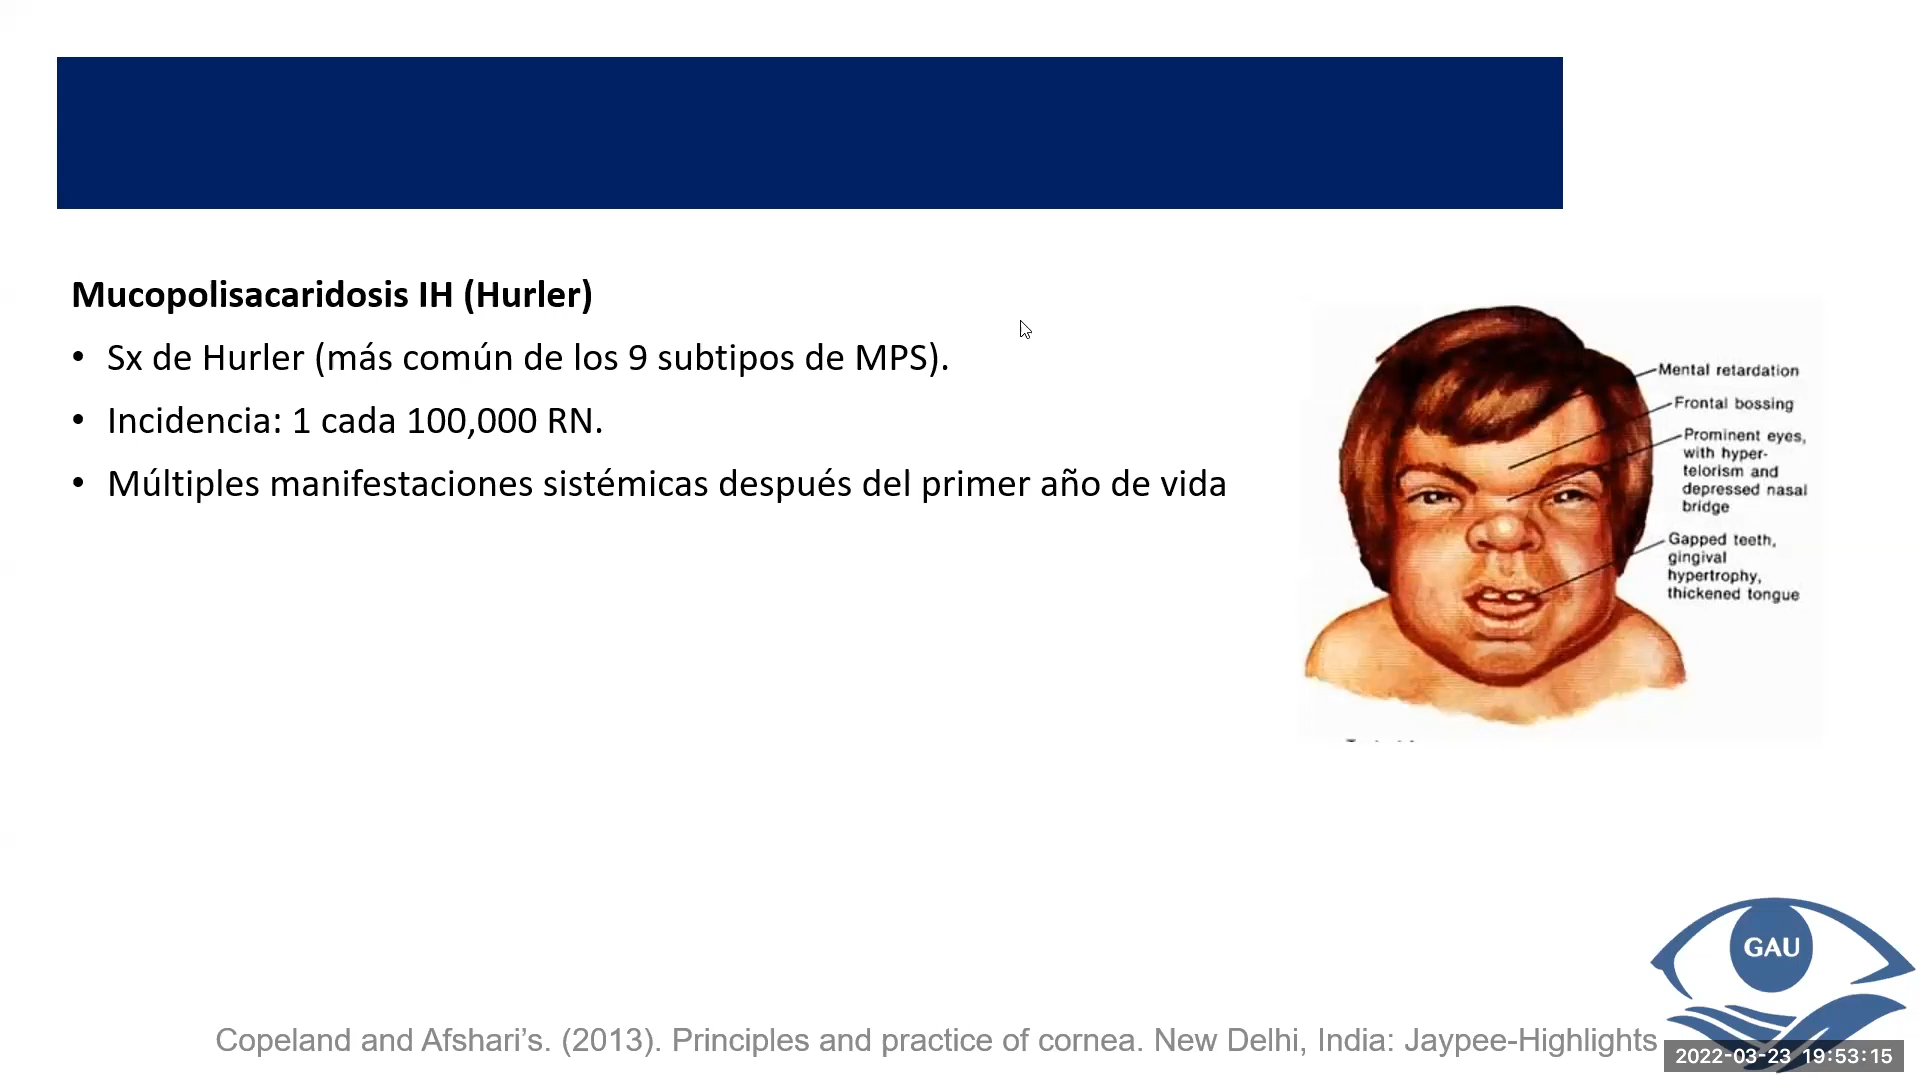 Mucopolisacaridosis IH (Hurler)
• Sx de Hurler (más común de los 9 subtipos de MPS).
• Incidencia: 1 cada 100,000 RN.
• Múltiples manifestaciones sistémicas después del primer año de vida
Mental retardation
Frontal bossing
Prominent eyes,
with hyper-
telorism and
depressed nasal
bridge
Gapped teeth,
gingival
hypertrophy,
thickened tongue
GAU
Copeland and Afshari’s. (2013). Principles and practice of cornea. New Delhi, India: Jaypee-Highlights
2022-03-23 19:53:15